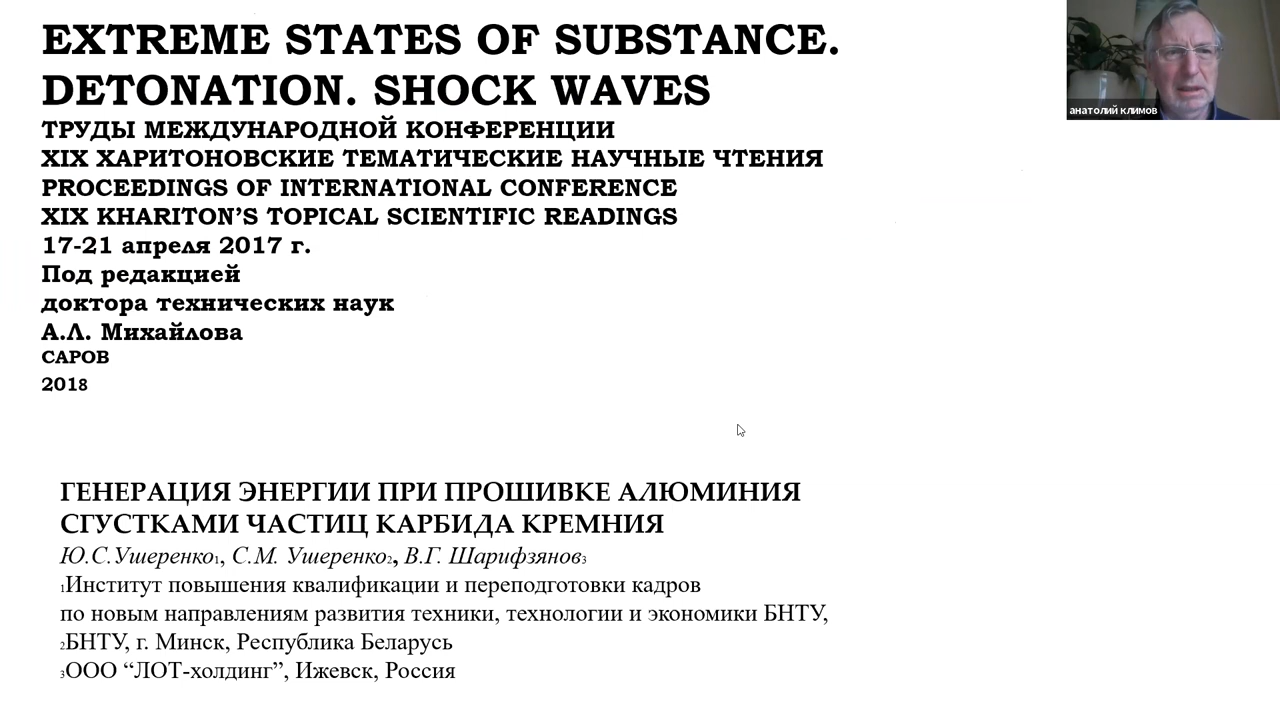 EXTREME STATES OF SUBSTANCE.
DETONATION. SHOCK WAVES
ТРУДЫ МЕЖДУНАРОДНОЙ КОНФЕРЕНЦИИ
XIX ХАРИТОНОВСКИЕ ТЕМАТИЧЕСКИЕ НАУЧНЫЕ ЧТЕНИЯ
PROCEEDINGS OF INTERNATIONAL CONFERENCE
XIX KHARITON’S TOPICAL SCIENTIFIC READINGS
17-21 апреля 2017 г.
Под редакцией
доктора технических наук
А.Л. Михайлова
САРОВ
2018
анатолий климов
ГЕНЕРАЦИЯ ЭНЕРГИИ ПРИ ПРОШИВКЕ АЛЮМИНИЯ
СГУСТКАМИ ЧАСТИЦ КАРБИДА КРЕМНИЯ
Ю.С.Ушеренко1, С.М. Ушеренко2, В.Г. Шарифзянов3
1Институт повышения квалификации и переподготовки кадров
по новым направлениям развития техники, технологии и экономики БНТУ,
2БНТУ, г. Минск, Республика Беларусь
3ООО “ЛОТ-холдинг”, Ижевск, Россия